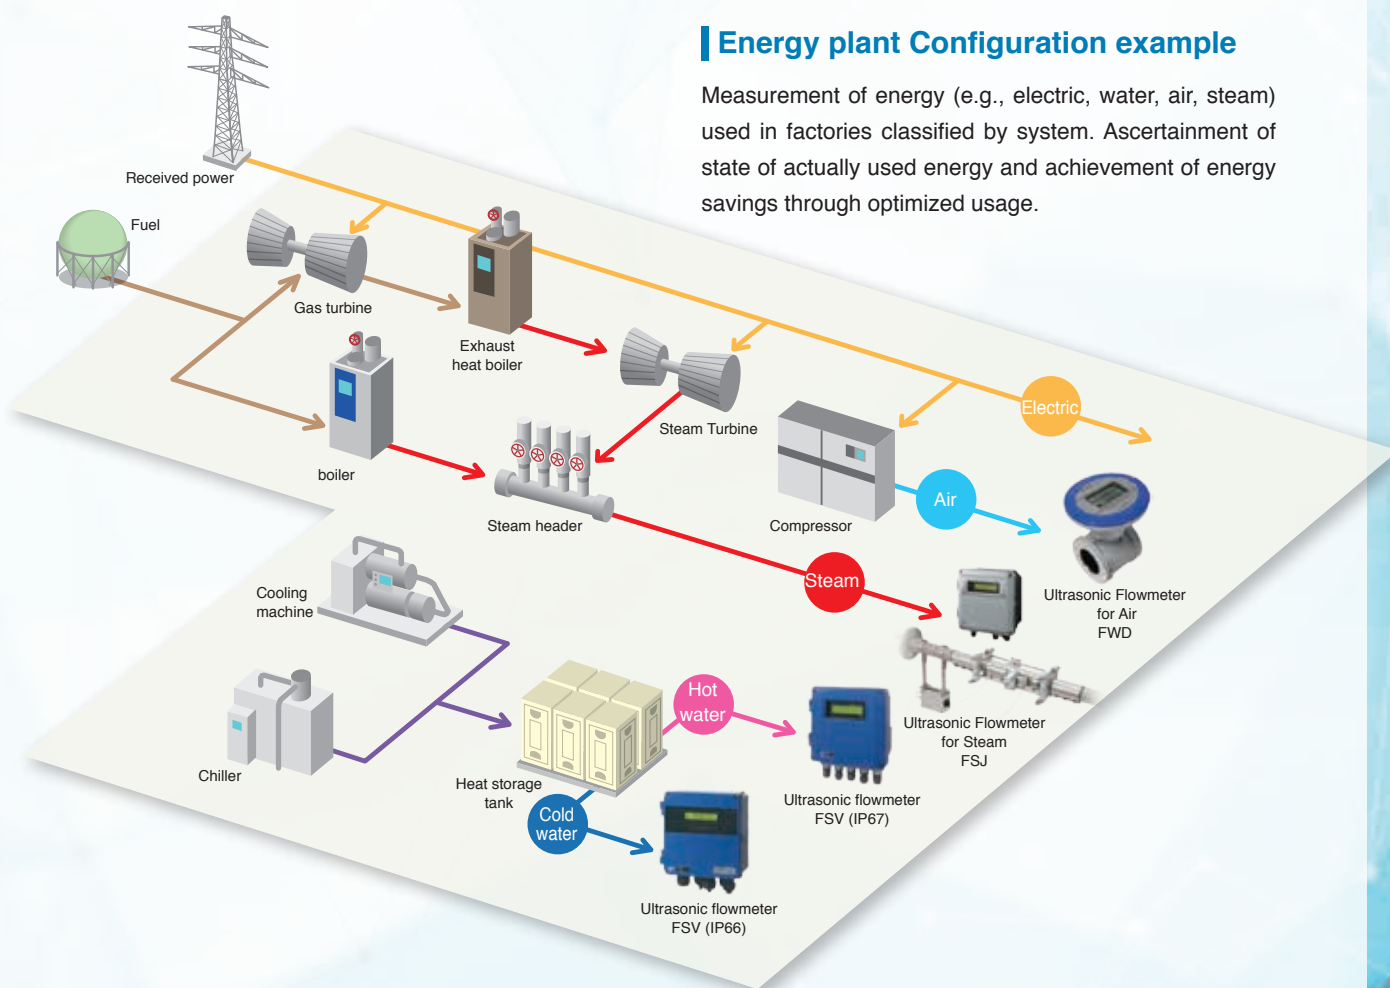 Energy plant Configuration example
Measurement of energy (e.g., electric, water, air, steam)
used in factories classified by system. Ascertainment of
state of actually used energy and achievement of energy
savings through optimized usage.
Received power
Fuel
Gas turbine
Exhaust
heat boiler
Steam Turbine
boiler
Steam header
Compressor
Electric
Air
Steam
Ultrasonic Flowmeter
for Air
FWD
Cooling
machine
Chiller
Heat storage
tank
Hot
water
Cold
water
Ultrasonic Flowmeter
for Steam
FSJ
Ultrasonic flowmeter
FSV (IP67)
Ultrasonic flowmeter
FSV (IP66)